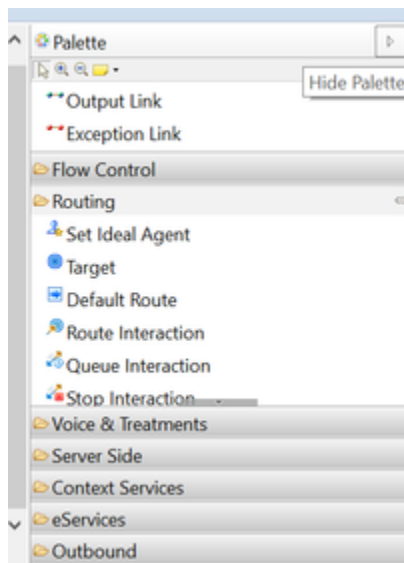 Palette
Hide Palette
Output Link
Exception Link
Flow Control
Routing
Set Ideal Agent
Target
Default Route
Route Interaction
Queue Interaction
Stop Interaction
Voice & Treatments
Server Side
Context Services
eServices
Outbound